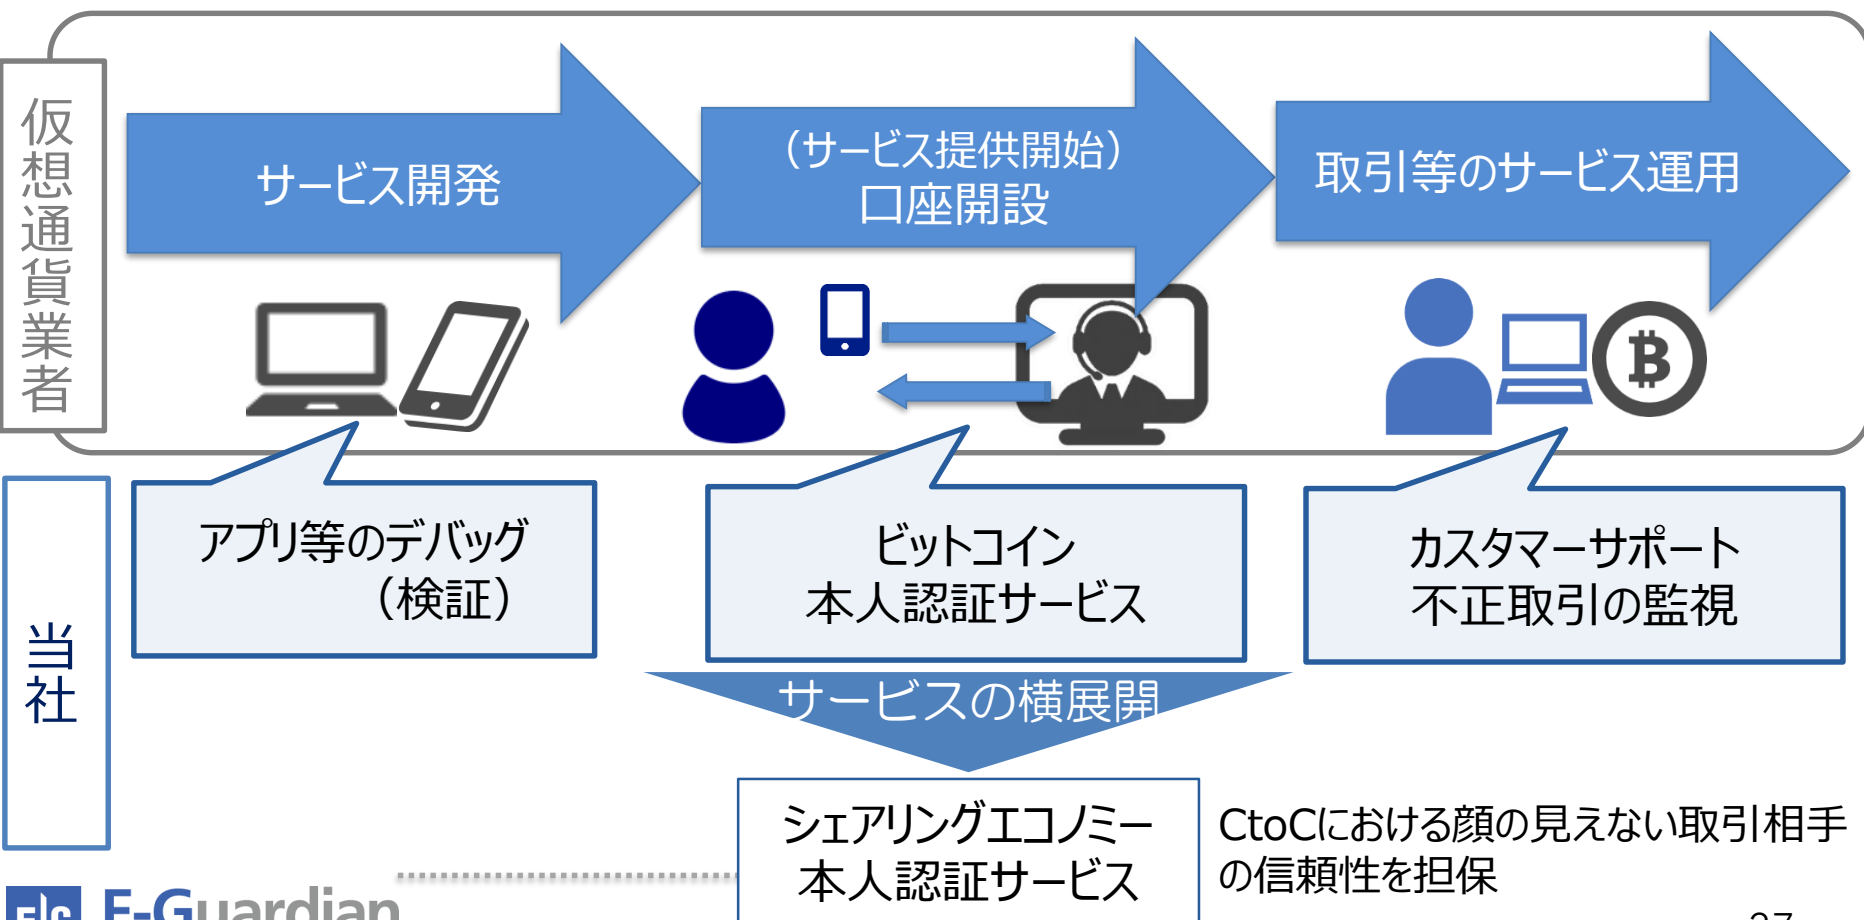 仮想通貨業者
サービス開発
（サービス提供開始）
口座開設
取引等のサービス運用
当社
アプリ等のデバッグ
（検証）
ビットコイン
本人認証サービス
カスタマーサポート
不正取引の監視
サービスの横展開
シェアリングエコノミー
本人認証サービス
CtoCにおける顔の見えない取引相手
の信頼性を担保
E-Guardian